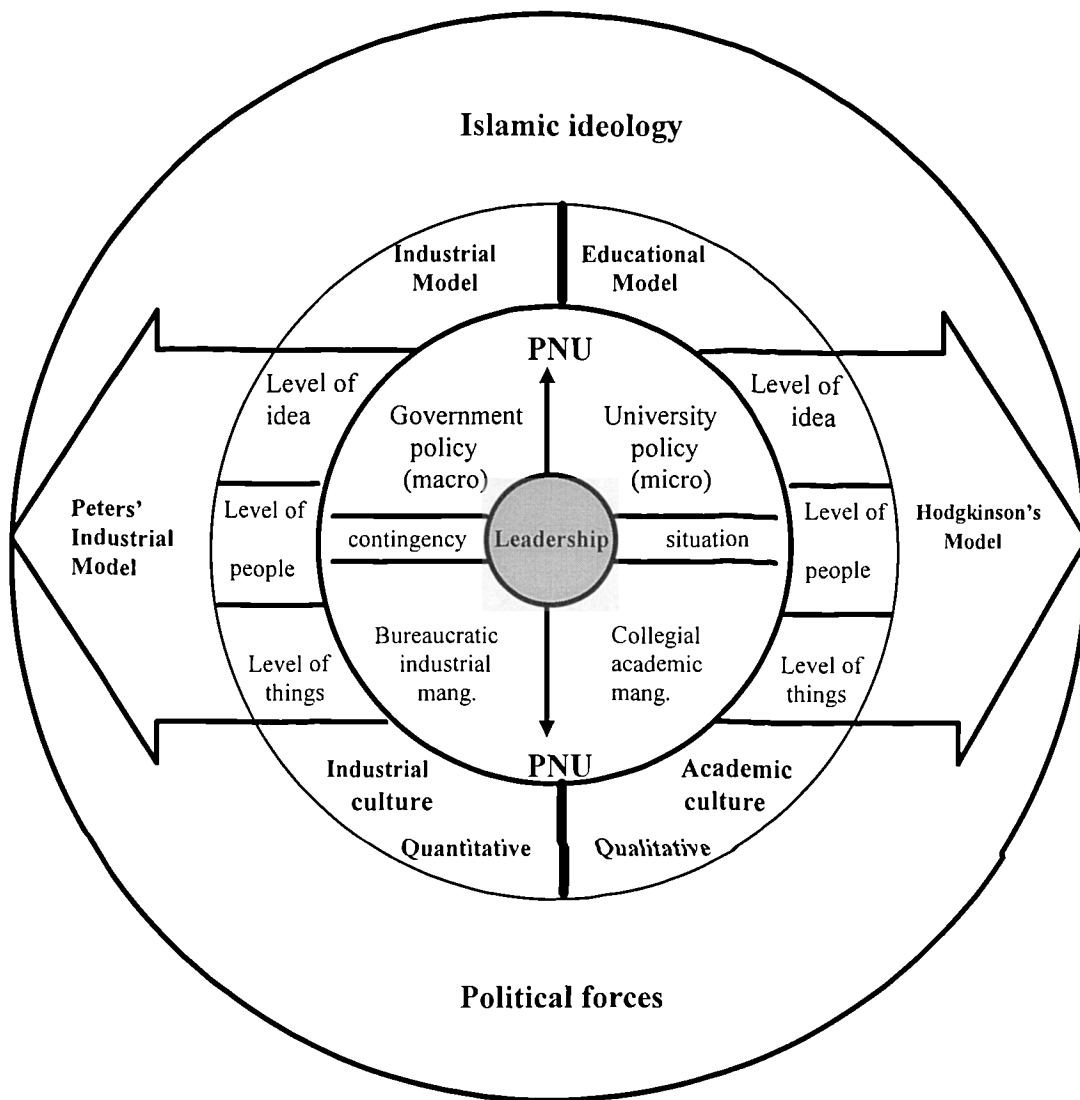 Islamic ideology
Industrial
Model
Educational
Model
PNU
Level of
idea
Government
policy
(macro)
University
policy
(micro)
Level of
idea
Peters'
Industrial
Model
Level of
people
contingency
Leadership
situation
Level of
people
Hodgkinson's
Model
Level of
things
Bureaucratic
industrial
mang.
Collegial
academic
mang.
Level of
things
PNU
Industrial
culture
Academic
culture
Quantitative
Qualitative
Political forces